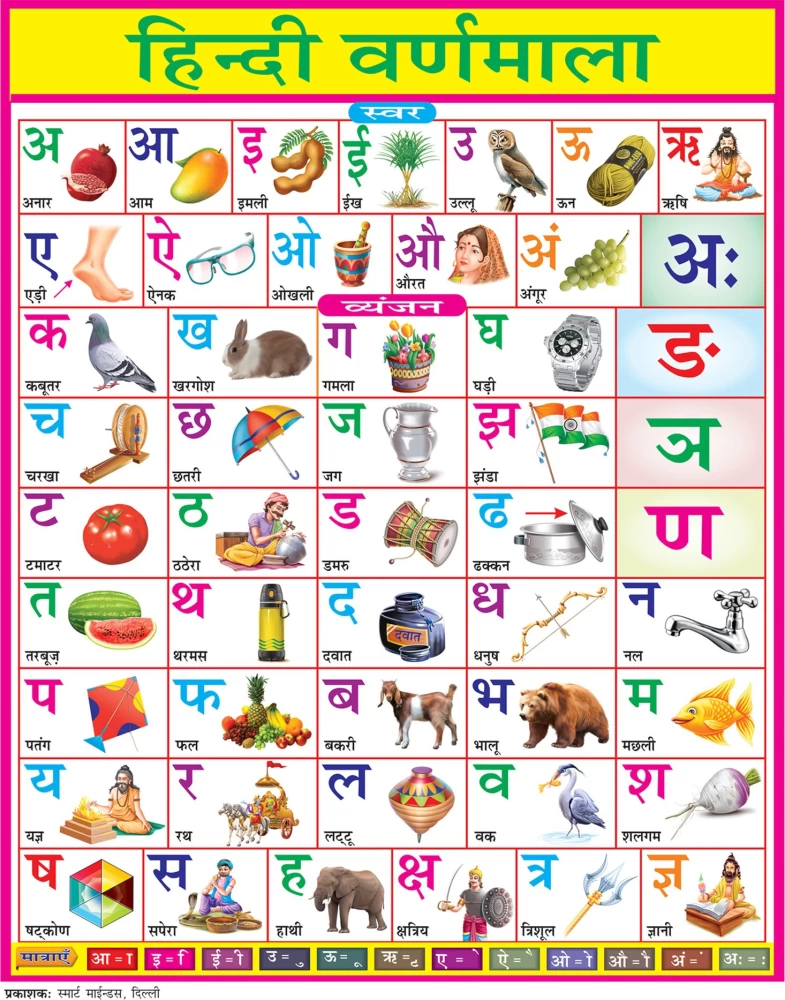 हिन्दी वर्णमाला
स्वर
अ आ इ ई उ ऊ ऋ
अनार आम इमली ईख उल्लू ऊन ऋषि
ए ऐ ओ औ अं अः
एड़ी ऐनक ओखली औरत अंगूर
व्यंजन
क ख ग घ ङ
कबूतर खरगोश गमला घड़ी
च छ ज झ ञ
चरखा छतरी जग झंडा
ट ठ ड ढ ण
टमाटर ठठेरा डमरु ढक्कन
त थ द ध न
दवात
तरबूज़ थरमस दवात धनुष नल
प फ ब भ म
पतंग फल बकरी भालू मछली
य र ल व श
यज्ञ रथ लट्टू वक शलगम
ष स ह क्ष त्र ज्ञ
षट्कोण सपेरा हाथी क्षत्रिय त्रिशूल ज्ञानी
मात्राएँ आ=ा इ=ि ई=ी उ=ु ऊ=ू ऋ=ृ ए=े ऐ=ै ओ=ो औ=ौ अं=ं अः=ः
प्रकाशकः स्मार्ट माईन्डस, दिल्ली